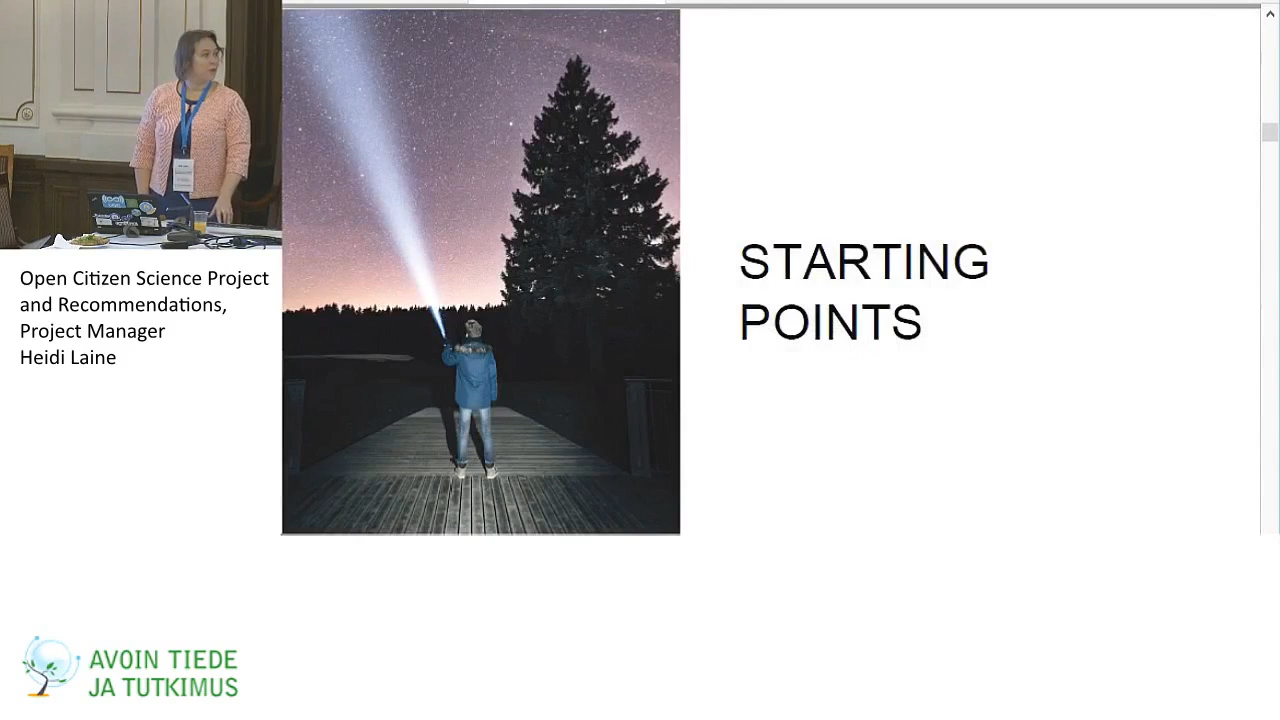 Open Citizen Science Project
and Recommendations,
Project Manager
Heidi Laine
STARTING
POINTS
AVOIN TIEDE
JA TUTKIMUS